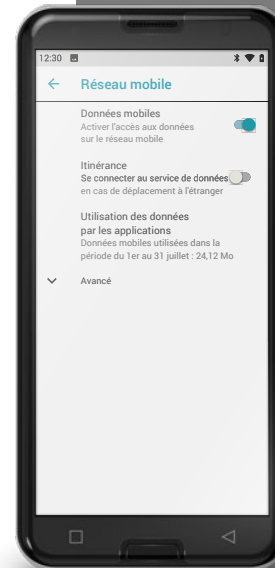 12:30
Réseau mobile
Données mobiles
Activer l'accès aux données
sur le réseau mobile
Itinérance
Se connecter au service de données
en cas de déplacement à l'étranger
Utilisation des données
par les applications
Données mobiles utilisées dans la
période du 1er au 31 juillet : 24,12 Mo
Avancé